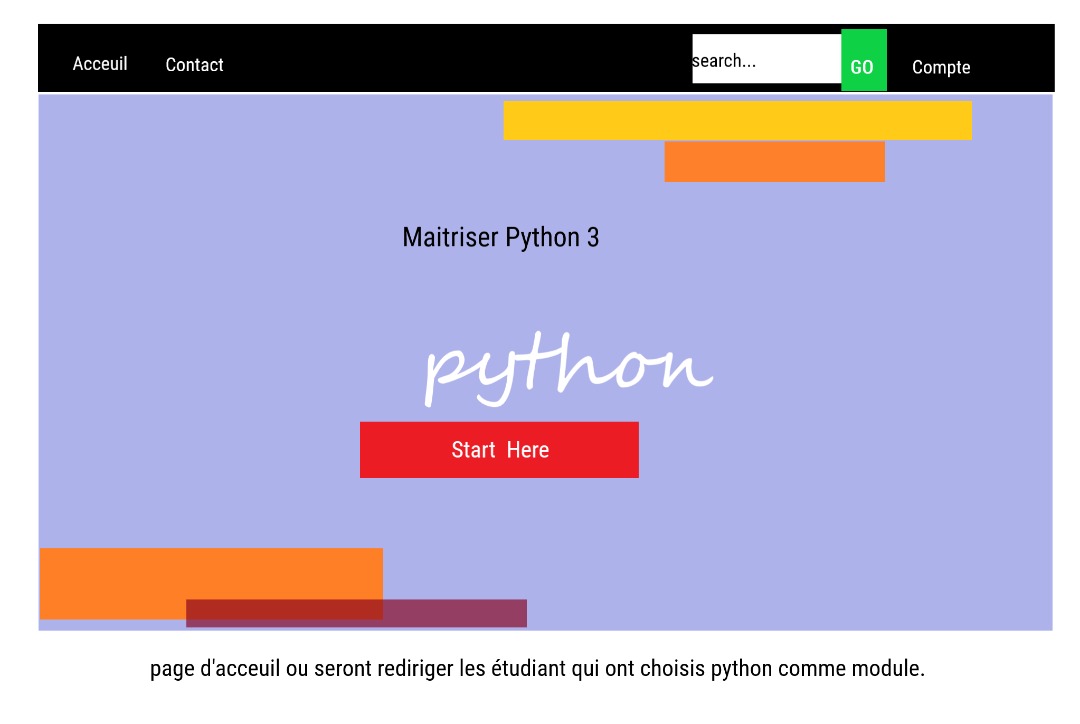 Acceuil Contact search... GO Compte
Maitriser Python 3
python
Start Here
page d'acceuil ou seront rediriger les étudiant qui ont choisis python comme module.